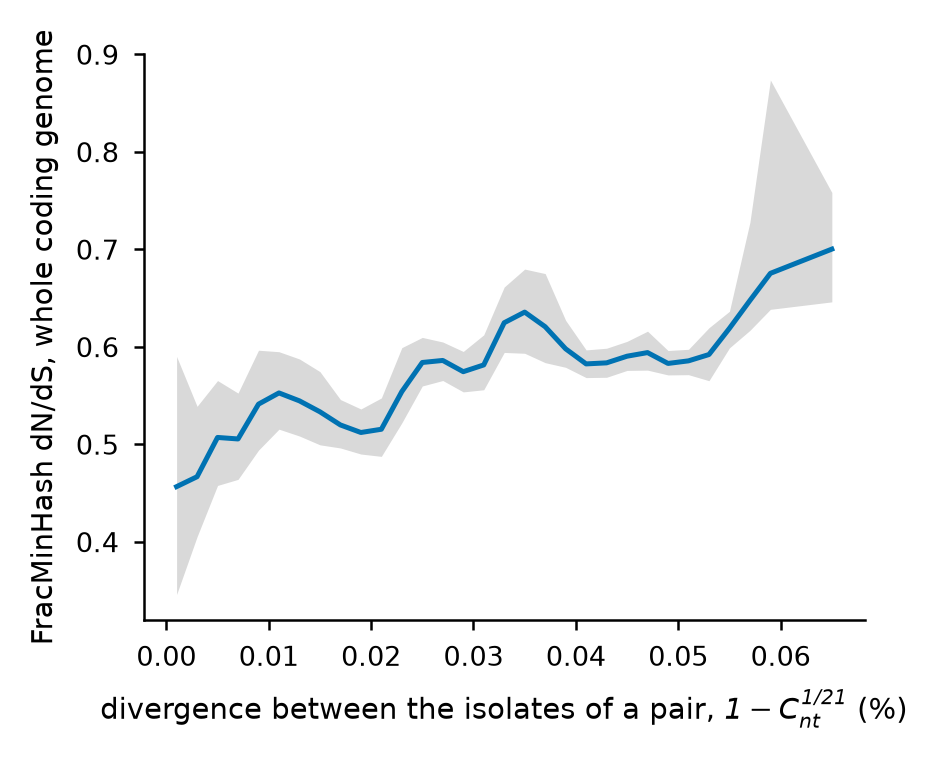 FracMinHash dN/dS, whole coding genome
0.9
0.8
0.7
0.6
0.5
0.4
0.00 0.01 0.02 0.03 0.04 0.05 0.06
divergence between the isolates of a pair, 1 − C_{nt}^{1/21} (%)